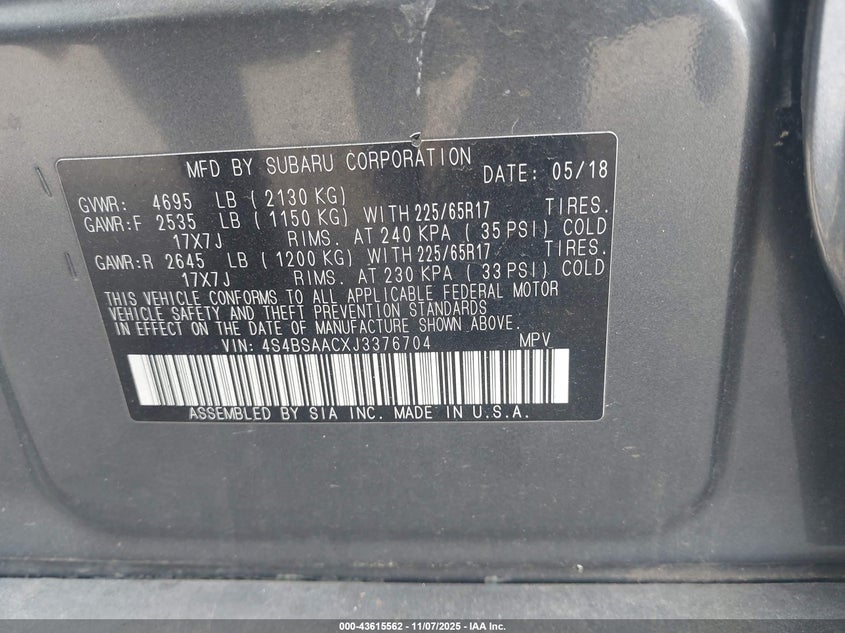 MFD BY SUBARU CORPORATION DATE: 05/18
GVWR: 4695 LB (2130 KG)
GAWR:F 2535 LB (1150 KG) WITH 225/65R17 TIRES.
17X7J RIMS. AT 240 KPA (35 PSI) COLD
GAWR:R 2645 LB (1200 KG) WITH 225/65R17 TIRES.
17X7J RIMS. AT 230 KPA (33 PSI) COLD
THIS VEHICLE CONFORMS TO ALL APPLICABLE FEDERAL MOTOR
VEHICLE SAFETY AND THEFT PREVENTION STANDARDS
IN EFFECT ON THE DATE OF MANUFACTURE SHOWN ABOVE.
VIN: 4S4BSAACXJ3376704 MPV
ASSEMBLED BY SIA INC. MADE IN U.S.A.
000-43615562 — 11/07/2025 — IAA Inc.